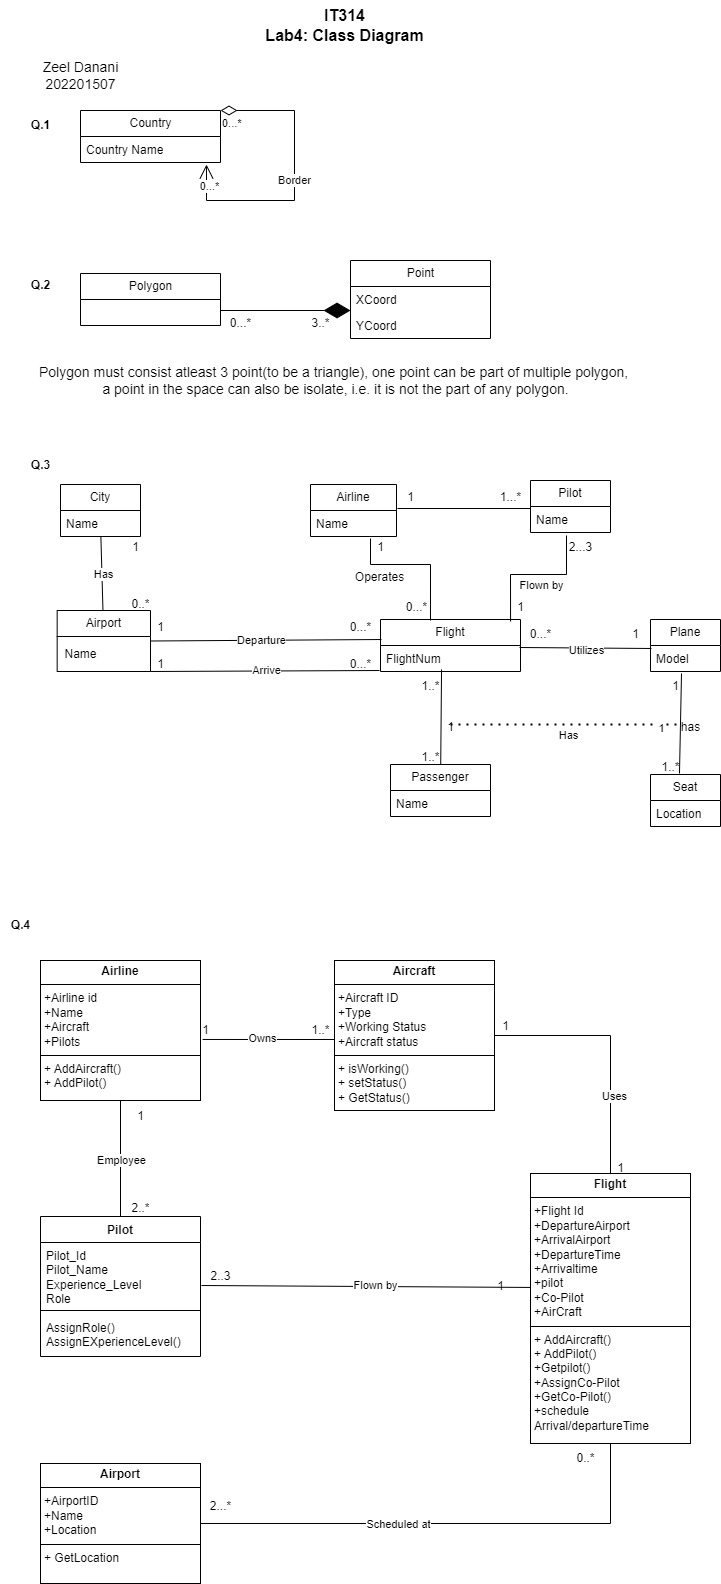 IT314
Lab4: Class Diagram
Zeel Danani
202201507
Q.1
Country
0...*
Country Name
0...*
Border
Q.2
Polygon
Point
XCoord
YCoord
0...*
3..*
Polygon must consist atleast 3 point(to be a triangle), one point can be part of multiple polygon,
a point in the space can also be isolate, i.e. it is not the part of any polygon.
Q.3
City
Name
Airline
Name
1
1...*
Pilot
Name
1
1
2...3
Has
Operates
Flown by
0..*
0...*
1
Airport
Name
1
Departure
0...*
1
Arrive
0...*
Flight
FlightNum
0...*
Utilizes
1
Plane
Model
1..*
1
1
Has
1
has
1..*
1..*
Passenger
Name
Seat
Location
Q.4
Airline
+Airline id
+Name
+Aircraft
+Pilots
+ AddAircraft()
+ AddPilot()
1
Owns
1..*
Aircraft
+Aircraft ID
+Type
+Working Status
+Aircraft status
+ isWorking()
+ setStatus()
+ GetStatus()
1
Uses
1
1
Employee
2..*
Pilot
Pilot_Id
Pilot_Name
Experience_Level
Role
AssignRole()
AssignEXperienceLevel()
2..3
Flown by
1
Flight
+Flight Id
+DepartureAirport
+ArrivalAirport
+DepartureTime
+Arrivaltime
+pilot
+Co-Pilot
+AirCraft
+ AddAircraft()
+ AddPilot()
+Getpilot()
+AssignCo-Pilot
+GetCo-Pilot()
+schedule
Arrival/departureTime
0..*
Airport
+AirportID
+Name
+Location
+ GetLocation
2...*
Scheduled at